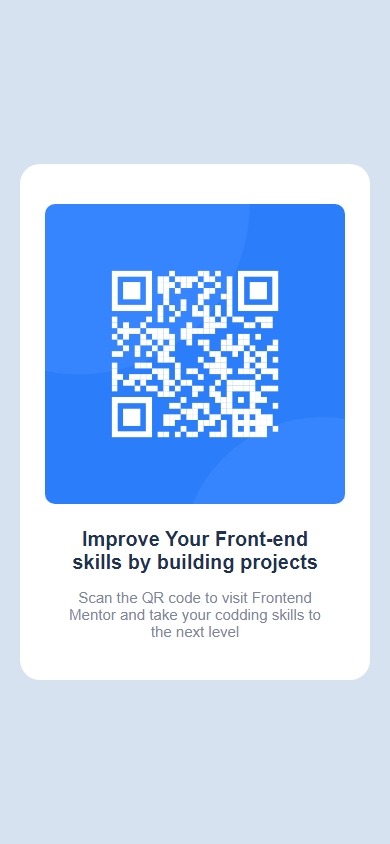 Improve Your Front-end
skills by building projects
Scan the QR code to visit Frontend
Mentor and take your codding skills to
the next level